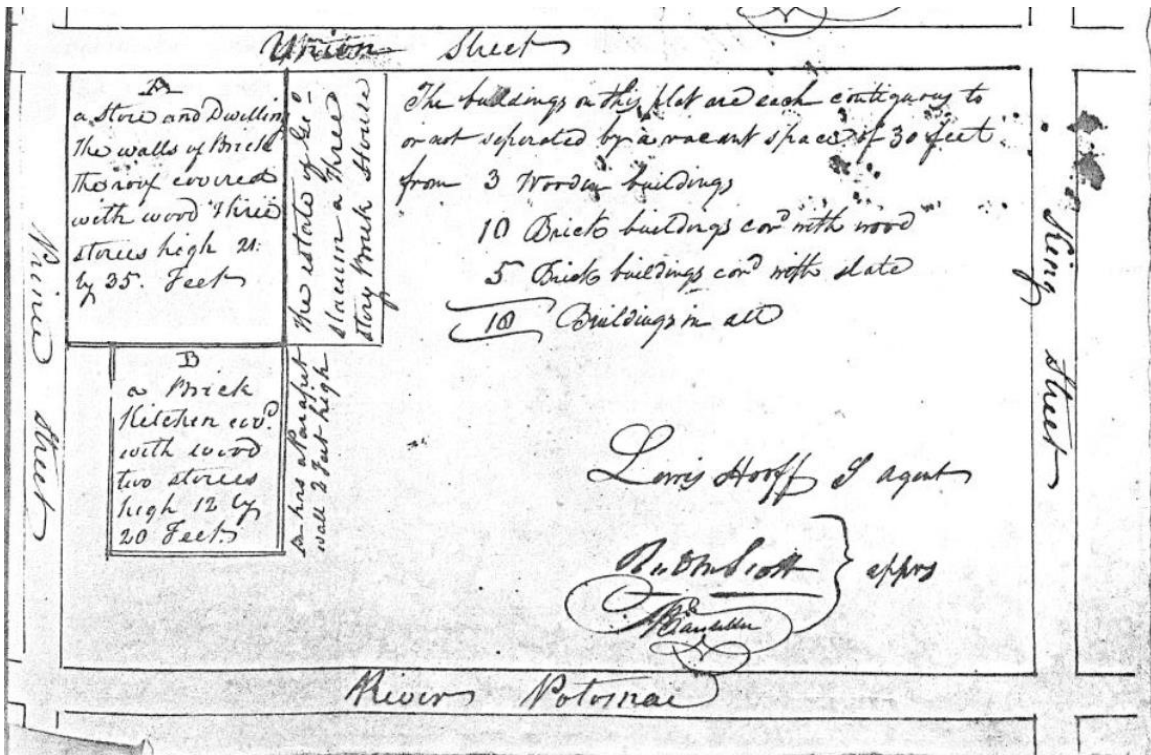 Union Street
A
a Store and Dwelling
The walls of Brick
The roof covered
with wood Three
stories high 21.
by 35. Feet
The estate of Geo
Slacum a Three
story Brick House
The buildings on this plat are each contiguous to
or not seperated by a vacant space of 30 feet
from 3 Wooden buildings
10 Brick buildings cov^d with wood
5 Brick buildings cov^d with slate
18 Buildings in all
B
a Brick
Kitchen cov^d
with wood
two stories
high 12 by
20 Feet
has a Parapet
wall 2 Feet high
Lewis Hooff S agent
Scott
apprs
Prince Street
King Street
River Potomac